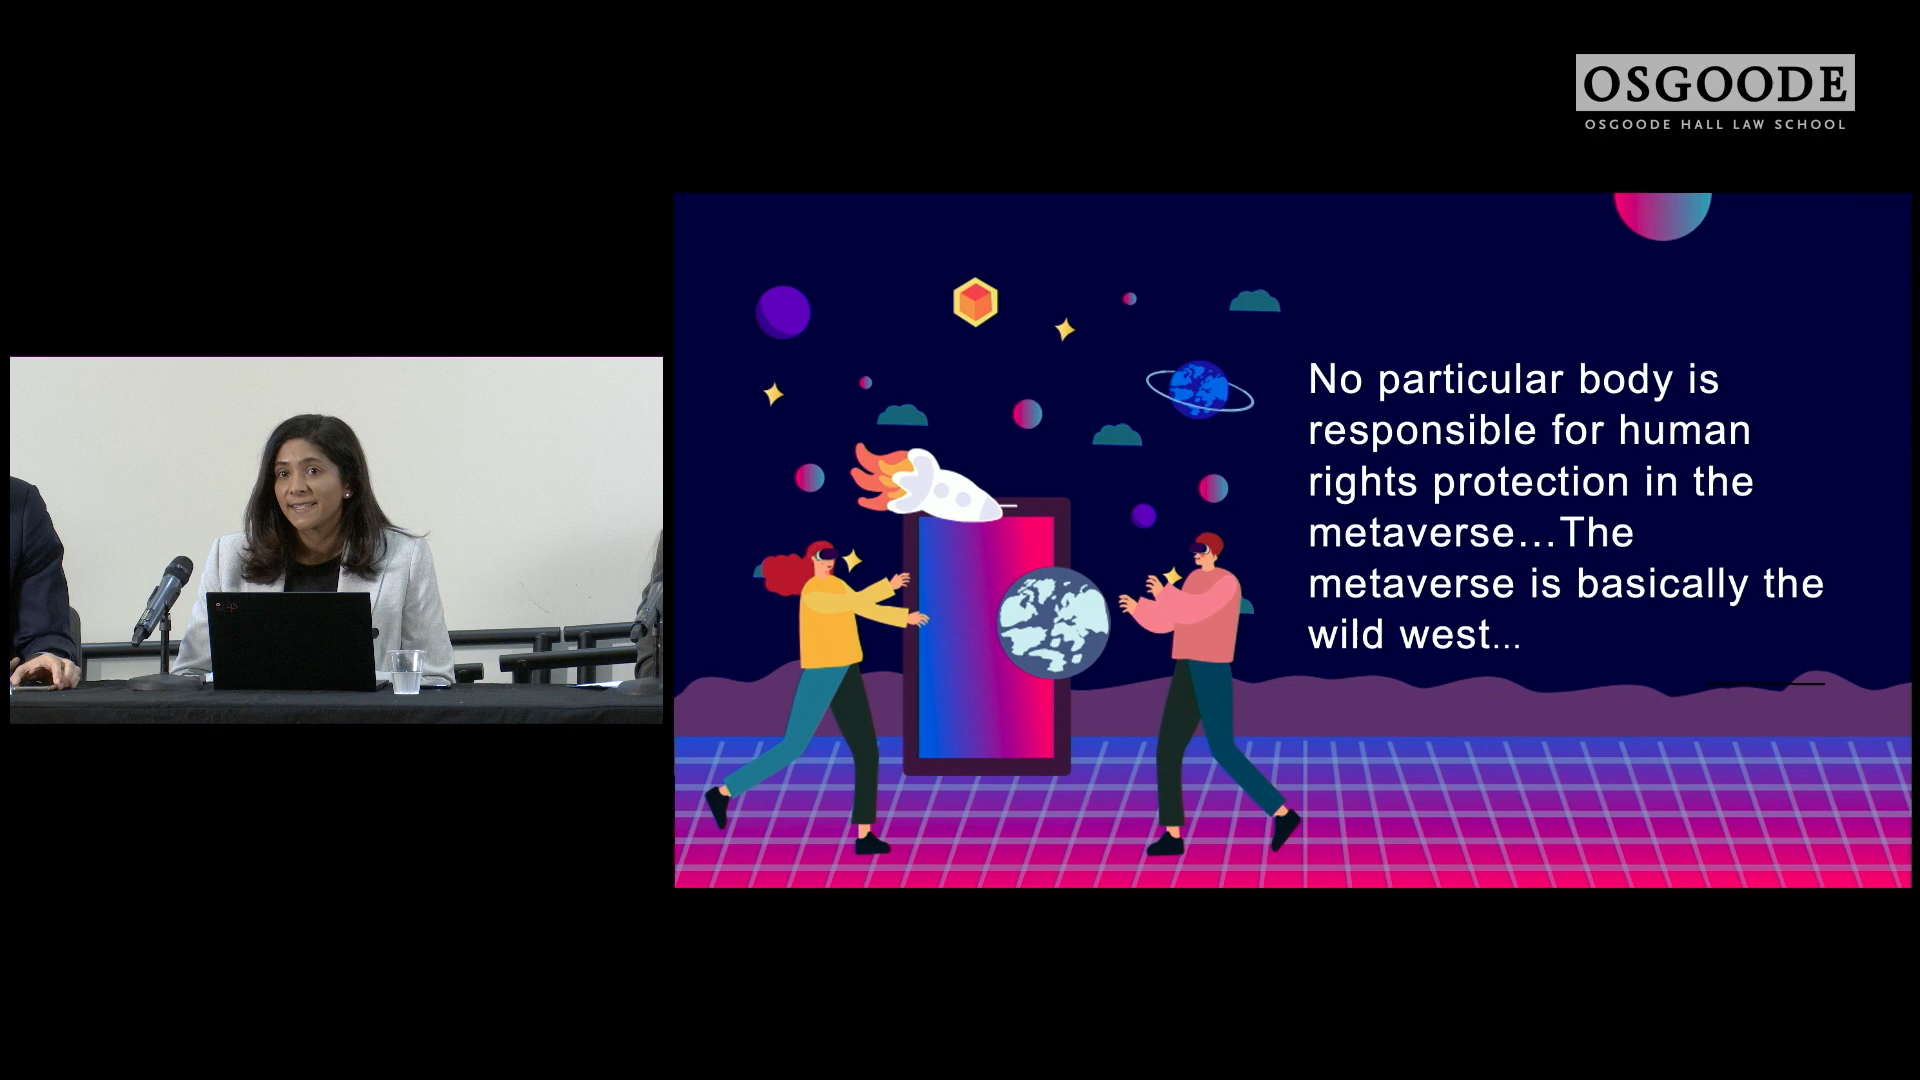 OSGOODE
OSGOODE HALL LAW SCHOOL
No particular body is
responsible for human
rights protection in the
metaverse...The
metaverse is basically the
wild west...